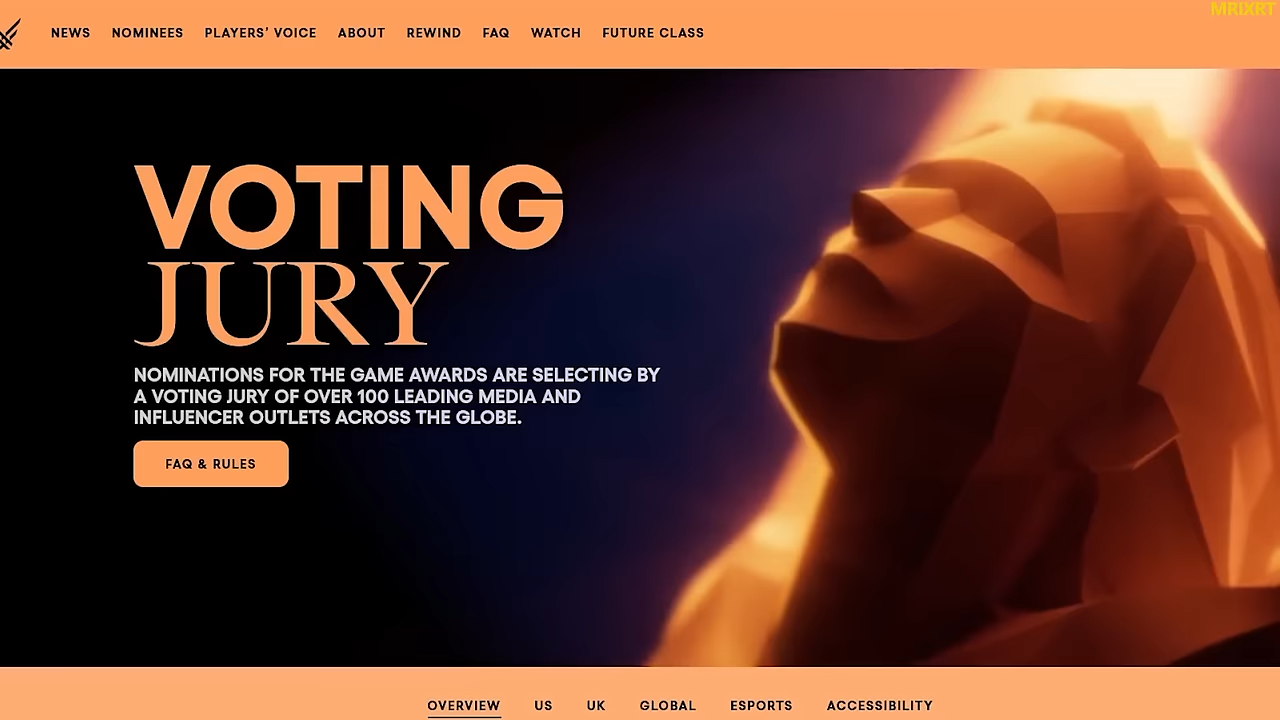 MRIXRT
NEWS NOMINEES PLAYERS' VOICE ABOUT REWIND FAQ WATCH FUTURE CLASS
VOTING
JURY
NOMINATIONS FOR THE GAME AWARDS ARE SELECTING BY
A VOTING JURY OF OVER 100 LEADING MEDIA AND
INFLUENCER OUTLETS ACROSS THE GLOBE.
FAQ & RULES
OVERVIEW US UK GLOBAL ESPORTS ACCESSIBILITY